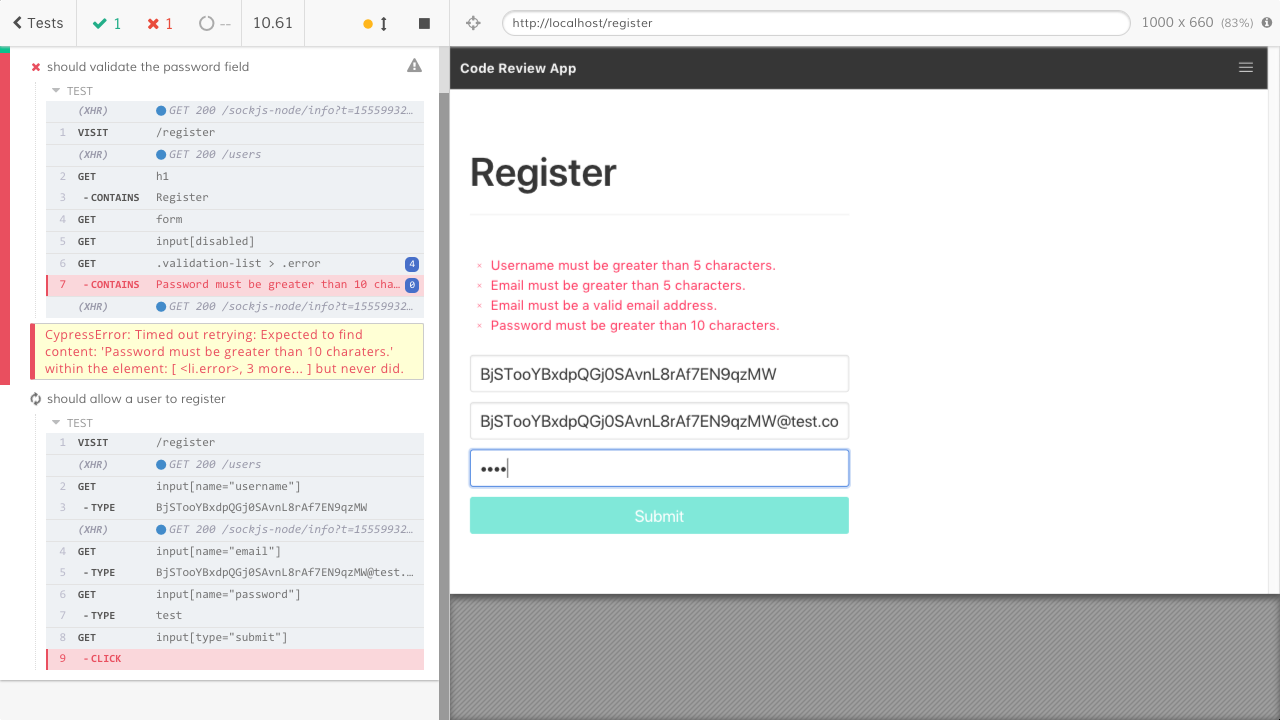 Tests 1 1 -- 10.61 http://localhost/register 1000 x 660 (83%)
should validate the password field
TEST
(XHR) GET 200 /sockjs-node/info?t=15559932...
1 VISIT /register
(XHR) GET 200 /users
2 GET h1
3 - CONTAINS Register
4 GET form
5 GET input[disabled]
6 GET .validation-list > .error 4
7 - CONTAINS Password must be greater than 10 cha... 0
(XHR) GET 200 /sockjs-node/info?t=15559932...
CypressError: Timed out retrying: Expected to find
content: 'Password must be greater than 10 charaters.'
within the element: [ <li.error>, 3 more... ] but never did.
should allow a user to register
TEST
1 VISIT /register
(XHR) GET 200 /users
2 GET input[name="username"]
3 - TYPE BjSTooYBxdpQGj0SAvnL8rAf7EN9qzMW
(XHR) GET 200 /sockjs-node/info?t=15559932...
4 GET input[name="email"]
5 - TYPE BjSTooYBxdpQGj0SAvnL8rAf7EN9qzMW@test....
6 GET input[name="password"]
7 - TYPE test
8 GET input[type="submit"]
9 - CLICK
Code Review App
Register
Username must be greater than 5 characters.
Email must be greater than 5 characters.
Email must be a valid email address.
Password must be greater than 10 characters.
BjSTooYBxdpQGj0SAvnL8rAf7EN9qzMW
BjSTooYBxdpQGj0SAvnL8rAf7EN9qzMW@test.co
••••
Submit